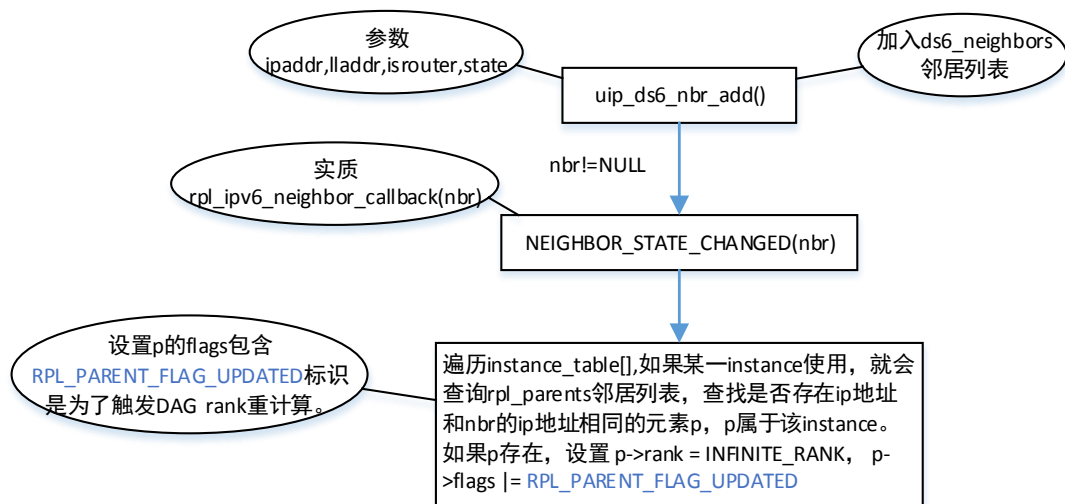 参数
ipaddr,lladdr,isrouter,state
加入ds6_neighbors
邻居列表
uip_ds6_nbr_add()
nbr!=NULL
实质
rpl_ipv6_neighbor_callback(nbr)
NEIGHBOR_STATE_CHANGED(nbr)
设置p的flags包含
RPL_PARENT_FLAG_UPDATED标识
是为了触发DAG rank重计算。
遍历instance_table[],如果某一instance使用，就会
查询rpl_parents邻居列表，查找是否存在ip地址
和nbr的ip地址相同的元素p，p属于该instance。
如果p存在，设置 p->rank = INFINITE_RANK， p-
>flags |= RPL_PARENT_FLAG_UPDATED